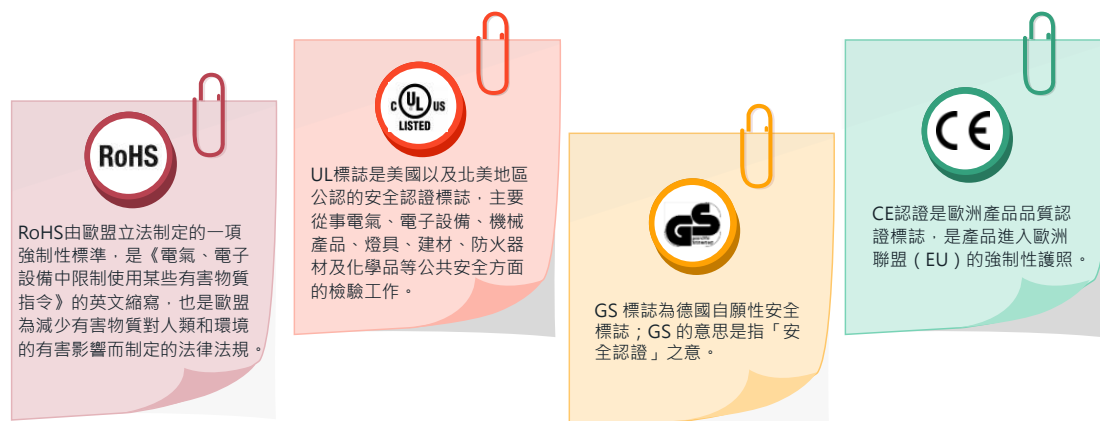 RoHS
RoHS由歐盟立法制定的一項
強制性標準，是《電氣、電子
設備中限制使用某些有害物質
指令》的英文縮寫，也是歐盟
為減少有害物質對人類和環境
的有害影響而制定的法律法規。
C UL US
LISTED
UL標誌是美國以及北美地區
公認的安全認證標誌，主要
從事電氣、電子設備、機械
產品、燈具、建材、防火器
材及化學品等公共安全方面
的檢驗工作。
GS
GS 標誌為德國自願性安全
標誌；GS 的意思是指「安
全認證」之意。
CE
CE認證是歐洲產品品質認
證標誌，是產品進入歐洲
聯盟（EU）的強制性護照。